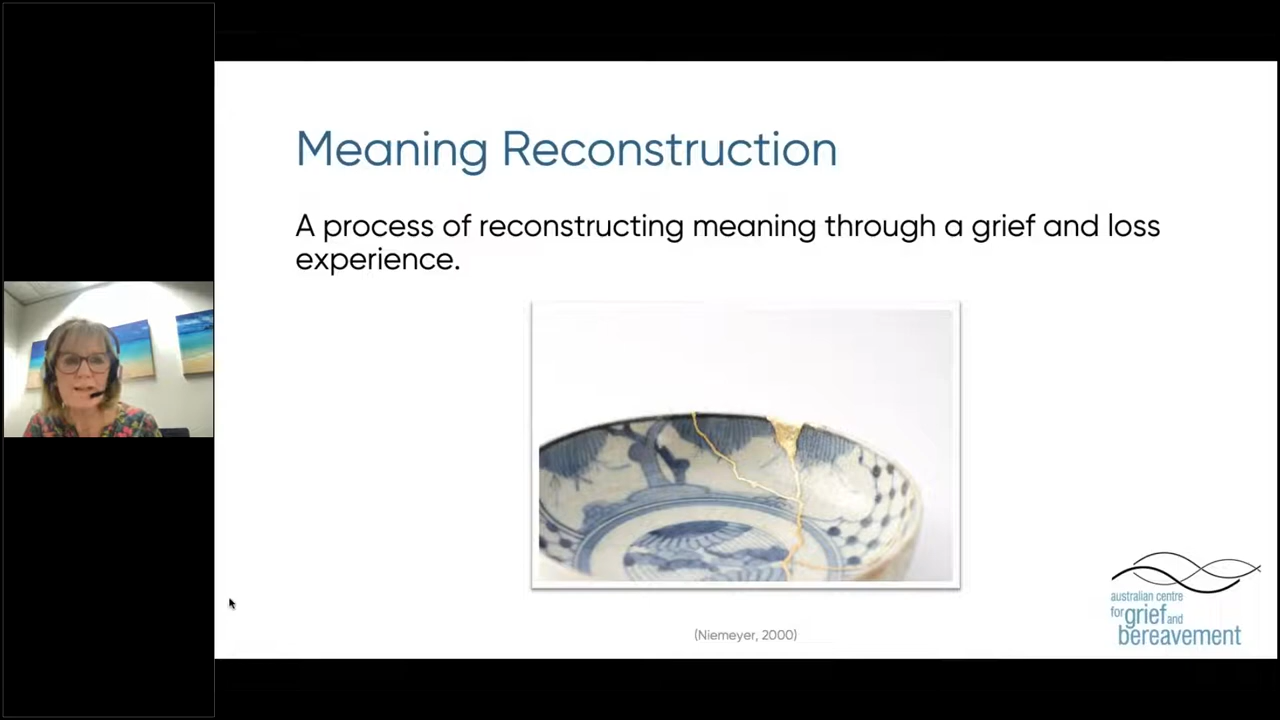 Meaning Reconstruction
A process of reconstructing meaning through a grief and loss
experience.
(Niemeyer, 2000)
australian centre
for grief and
bereavement